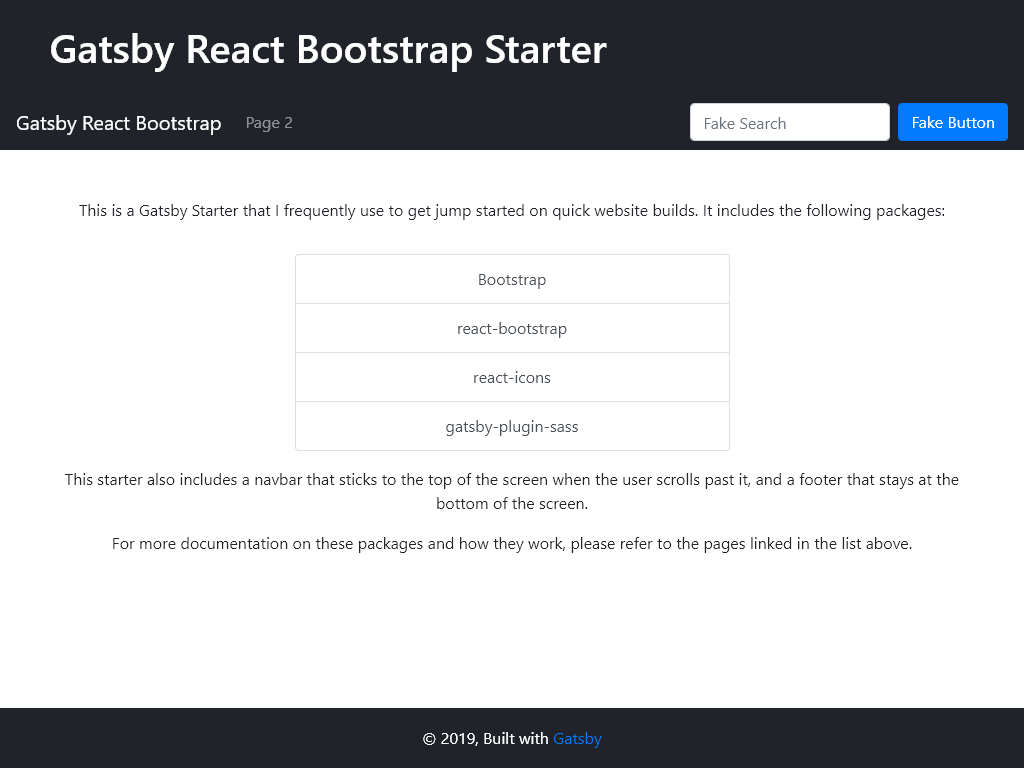 Gatsby React Bootstrap Starter
Gatsby React Bootstrap Page 2 Fake Search Fake Button
This is a Gatsby Starter that I frequently use to get jump started on quick website builds. It includes the following packages:
Bootstrap
react-bootstrap
react-icons
gatsby-plugin-sass
This starter also includes a navbar that sticks to the top of the screen when the user scrolls past it, and a footer that stays at the
bottom of the screen.
For more documentation on these packages and how they work, please refer to the pages linked in the list above.
© 2019, Built with Gatsby